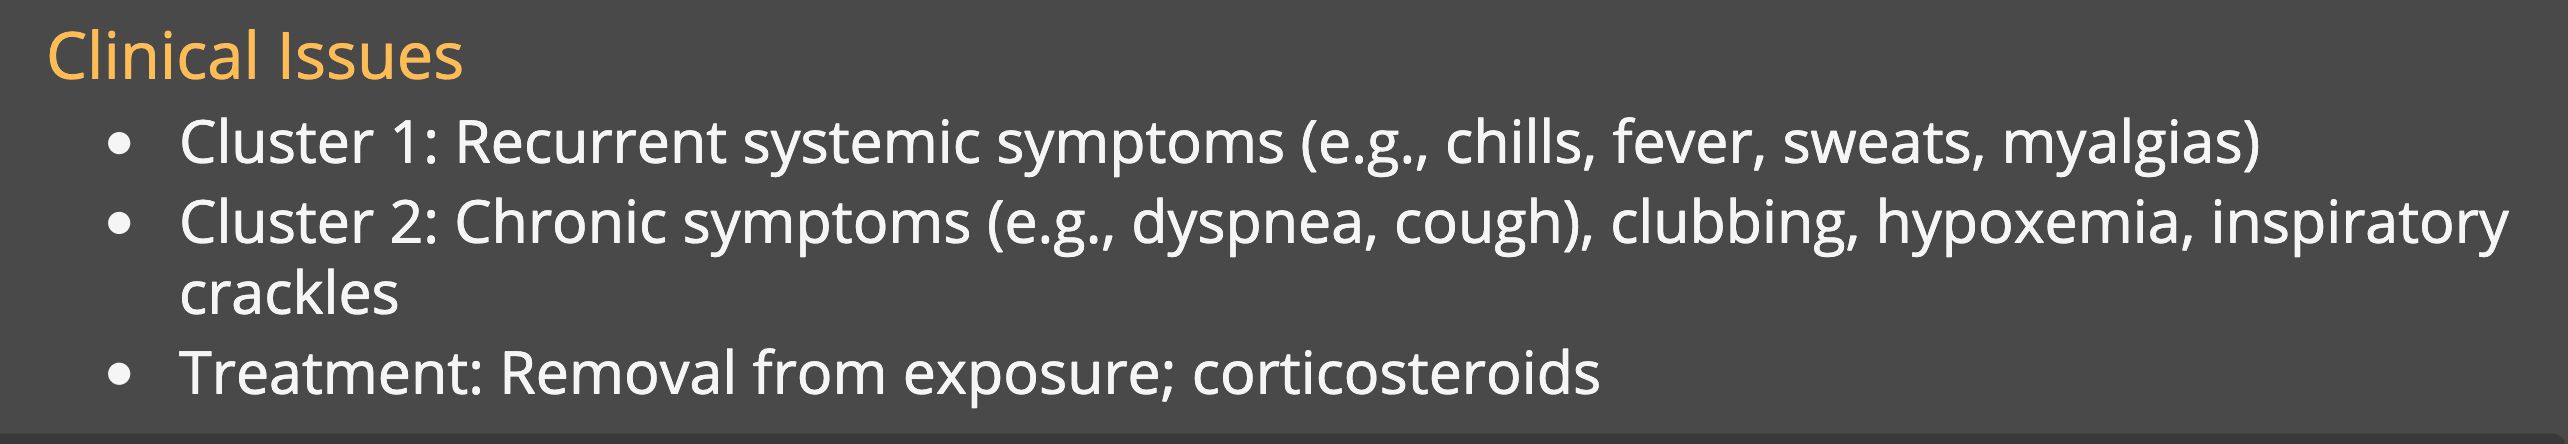 Clinical Issues
• Cluster 1: Recurrent systemic symptoms (e.g., chills, fever, sweats, myalgias)
• Cluster 2: Chronic symptoms (e.g., dyspnea, cough), clubbing, hypoxemia, inspiratory
crackles
• Treatment: Removal from exposure; corticosteroids